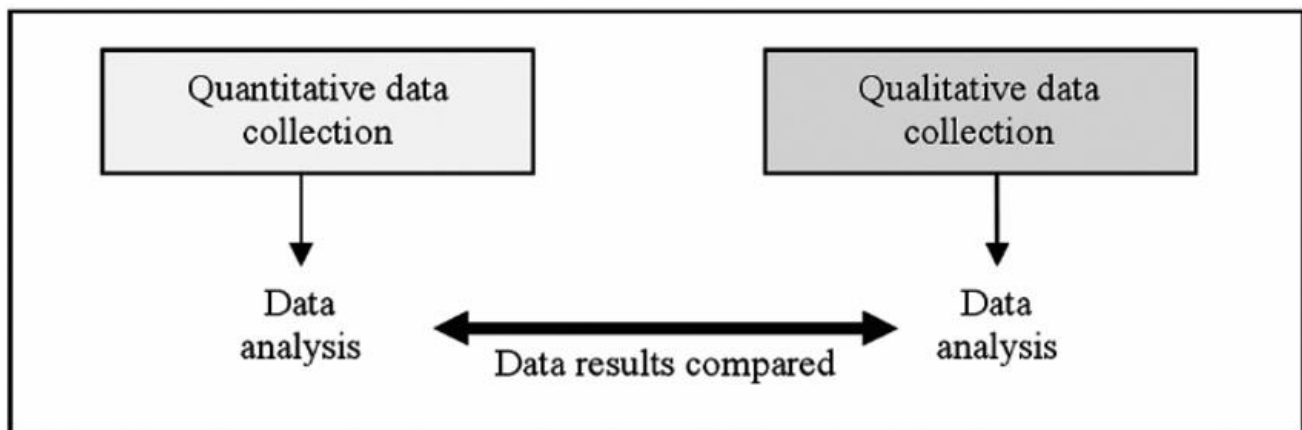 Quantitative data
collection
Qualitative data
collection
Data
analysis
Data
analysis
Data results compared